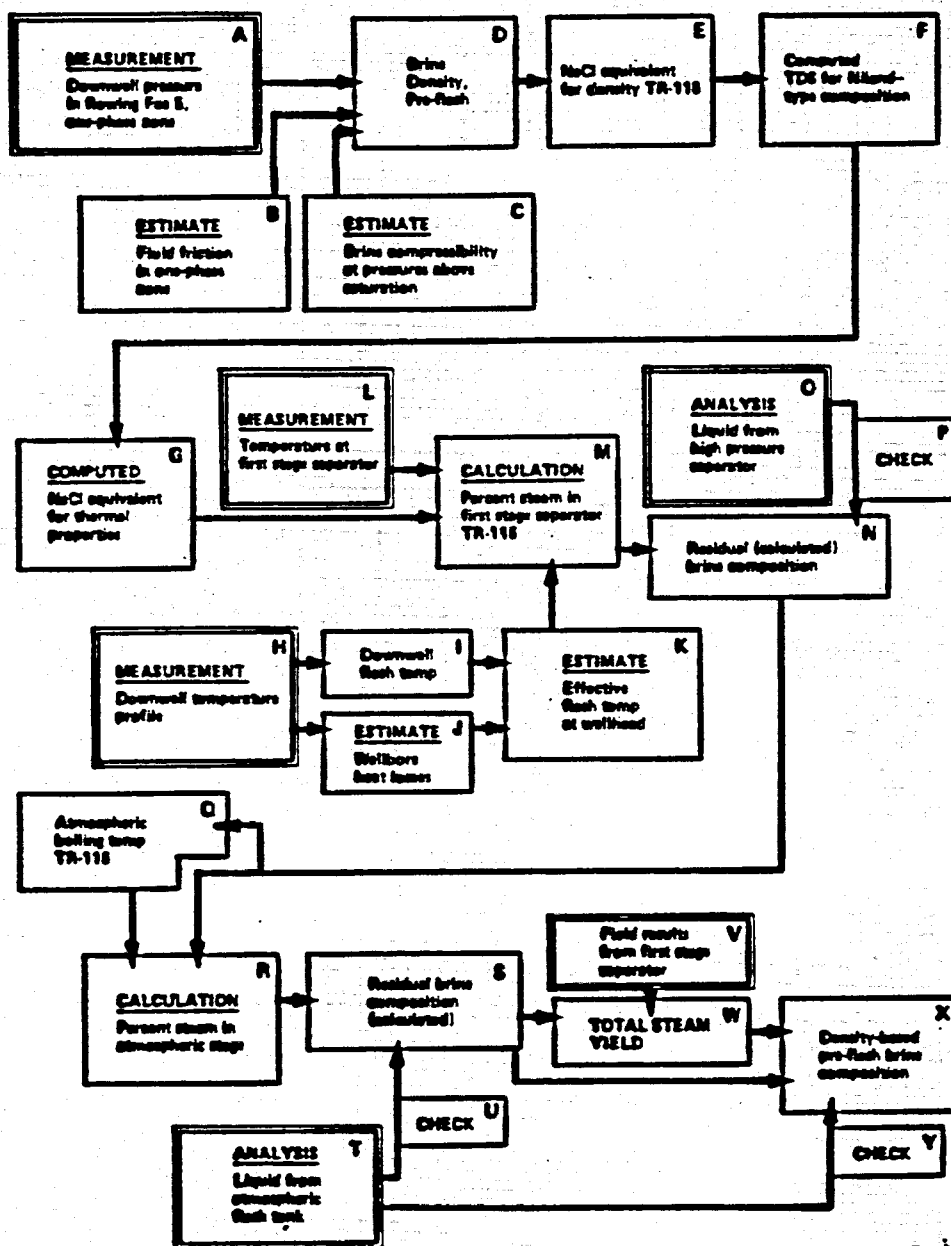 A
MEASUREMENT
Downwell pressure
in flowing Fee 5,
one-phase zone
D
Brine
Density,
Pre-flash
E
NaCl equivalent
for density TR-118
F
Computed
TDS for Niland-
type composition
B
ESTIMATE
Fluid friction
in one-phase
zone
C
ESTIMATE
Brine compressibility
at pressures above
saturation
L
MEASUREMENT
Temperature at
first stage separator
O
ANALYSIS
Liquid from
high pressure
separator
P
CHECK
G
COMPUTED
NaCl equivalent
for thermal
properties
M
CALCULATION
Percent steam in
first stage separator
TR-115
N
Residual (calculated)
brine composition
H
MEASUREMENT
Downwell temperature
profile
I
Downwell
flash temp
J
ESTIMATE
Wellbore
heat losses
K
ESTIMATE
Effective
flash temp
at wellhead
Q
Atmospheric
boiling temp
TR-115
R
CALCULATION
Percent steam in
atmospheric stage
S
Residual brine
composition
(calculated)
V
Field results
from first stage
separator
W
TOTAL STEAM
YIELD
X
Density-based
pre-flash brine
composition
U
CHECK
T
ANALYSIS
Liquid from
atmospheric
flash tank
Y
CHECK